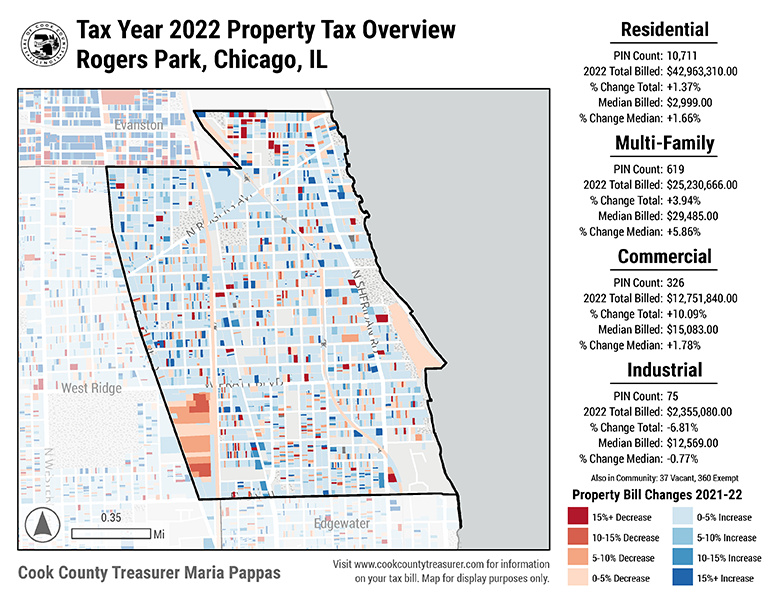 Tax Year 2022 Property Tax Overview
Rogers Park, Chicago, IL
Evanston
N SHERIDAN RD
West Ridge
Edgewater
0.35
Mi
Cook County Treasurer Maria Pappas
Visit www.cookcountytreasurer.com for information
on your tax bill. Map for display purposes only.
Residential
PIN Count: 10,711
2022 Total Billed: $42,963,310.00
% Change Total: +1.37%
Median Billed: $2,999.00
% Change Median: +1.66%
Multi-Family
PIN Count: 619
2022 Total Billed: $25,230,666.00
% Change Total: +3.94%
Median Billed: $29,485.00
% Change Median: +5.86%
Commercial
PIN Count: 326
2022 Total Billed: $12,751,840.00
% Change Total: +10.09%
Median Billed: $15,083.00
% Change Median: +1.78%
Industrial
PIN Count: 75
2022 Total Billed: $2,355,080.00
% Change Total: -6.81%
Median Billed: $12,569.00
% Change Median: -0.77%
Also in Community: 37 Vacant, 360 Exempt
Property Bill Changes 2021-22
15%+ Decrease
0-5% Increase
10-15% Decrease
5-10% Increase
5-10% Decrease
10-15% Increase
0-5% Decrease
15%+ Increase